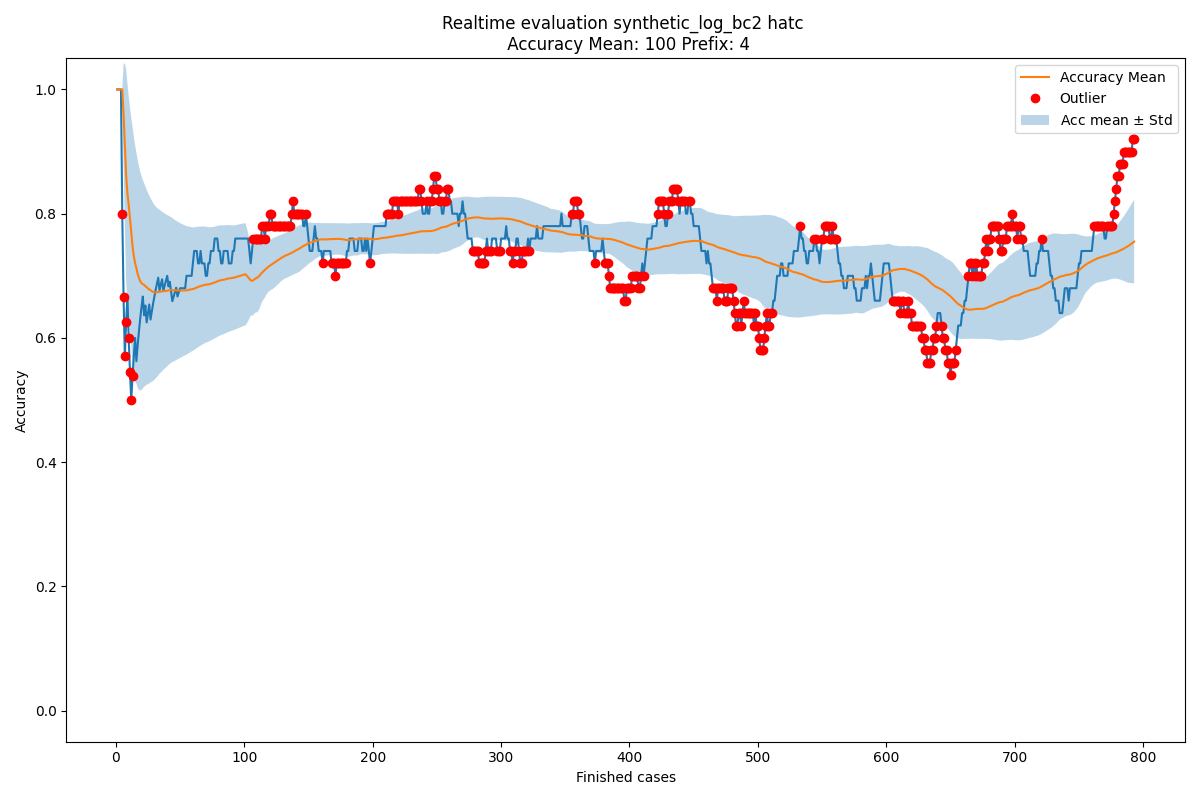 Realtime evaluation synthetic_log_bc2 hatc
Accuracy Mean: 100 Prefix: 4
Accuracy Mean
Outlier
Acc mean ± Std
1.0
0.8
0.6
0.4
0.2
0.0
Accuracy
0 100 200 300 400 500 600 700 800
Finished cases